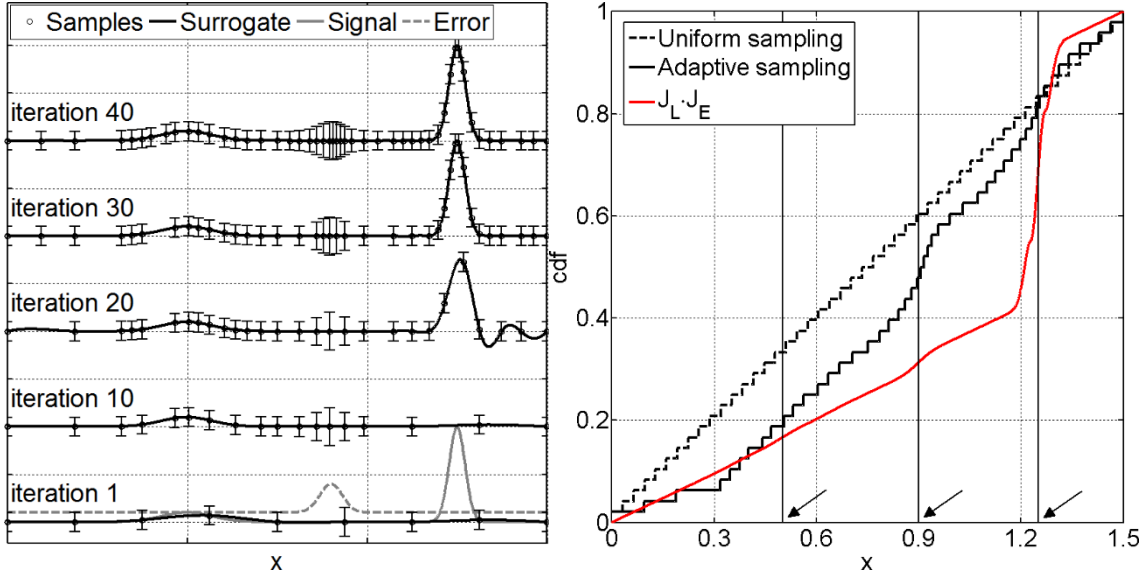 Samples Surrogate Signal Error
iteration 40
iteration 30
iteration 20
iteration 10
iteration 1
x
cdf
1
0.8
0.6
0.4
0.2
0
Uniform sampling
Adaptive sampling
J_L·J_E
0 0.3 0.6 0.9 1.2 1.5
x